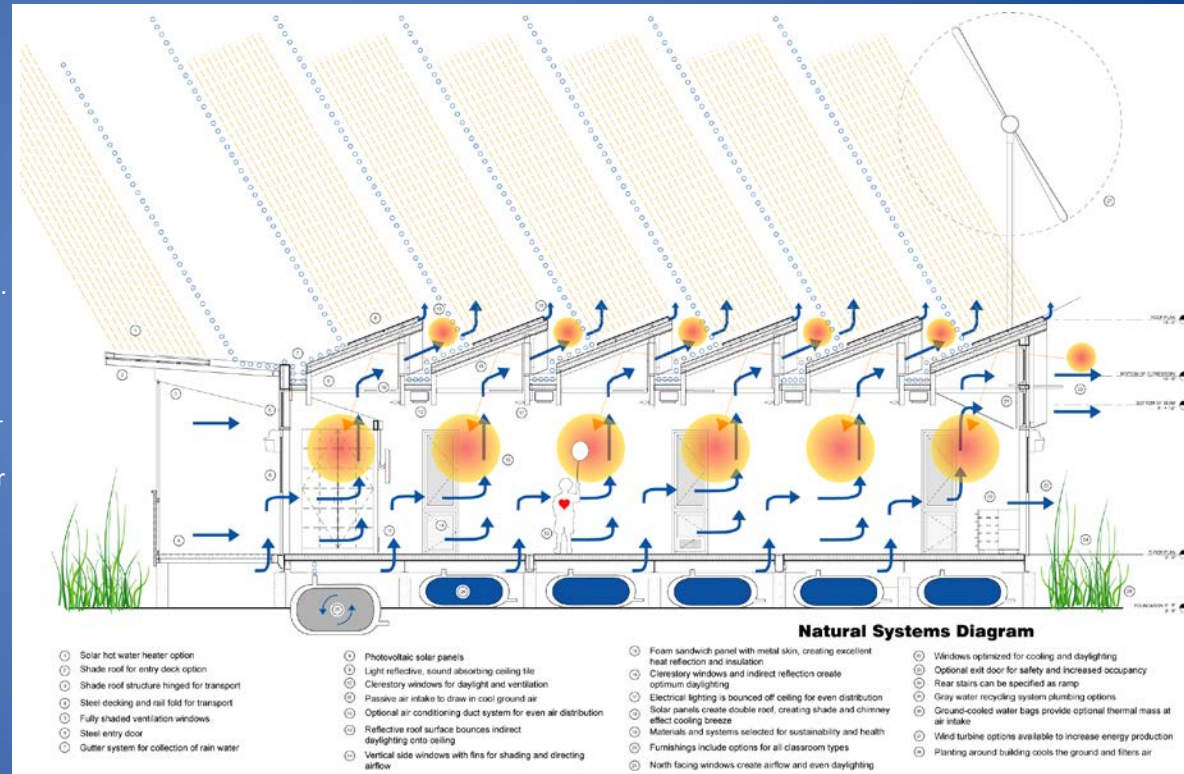 Natural Systems Diagram
Solar hot water heater option
Shade roof for entry deck option
Shade roof structure hinged for transport
Steel decking and rail fold for transport
Fully shaded ventilation windows
Steel entry door
Gutter system for collection of rain water
Photovoltaic solar panels
Light reflective, sound absorbing ceiling tile
Clerestory windows for daylight and ventilation
Passive air intake to draw in cool ground air
Optional air conditioning duct system for even air distribution
Reflective roof surface bounces indirect
daylighting onto ceiling
Vertical side windows with fins for shading and directing
airflow
Foam sandwich panel with metal skin, creating excellent
heat reflection and insulation
Clerestory windows and indirect reflection create
optimum daylighting
Electrical lighting is bounced off ceiling for even distribution
Solar panels create double roof, creating shade and chimney
effect cooling breeze
Materials and systems selected for sustainability and health
Furnishings include options for all classroom types
North facing windows create airflow and even daylighting
Windows optimized for cooling and daylighting
Optional exit door for safety and increased occupancy
Rear stairs can be specified as ramp
Gray water recycling system plumbing options
Ground-cooled water bags provide optional thermal mass at
air intake
Wind turbine options available to increase energy production
Planting around building cools the ground and filters air